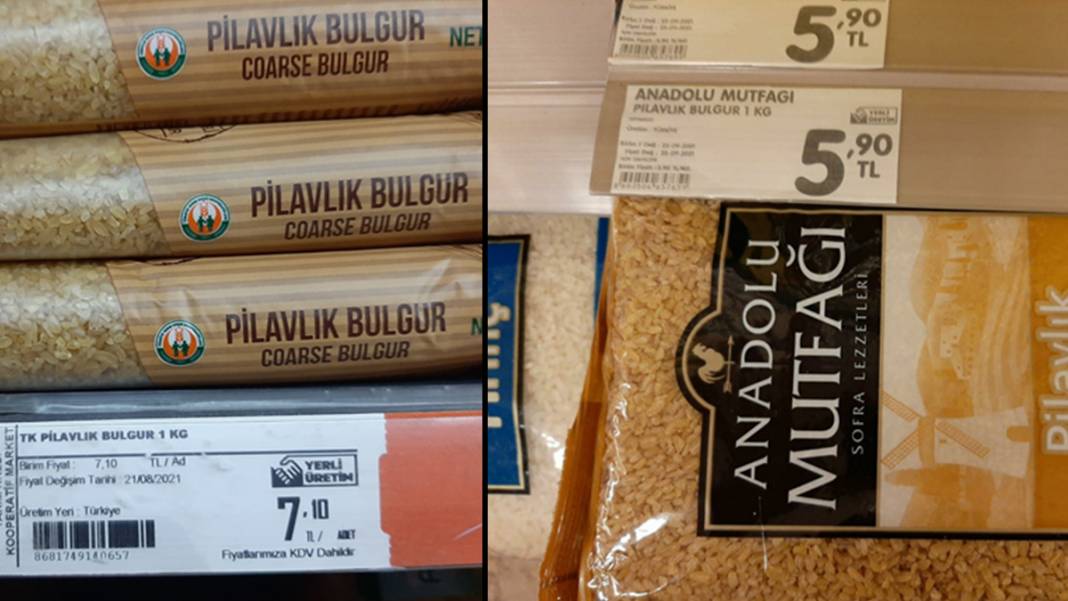 PİLAVLIK BULGUR
COARSE BULGUR
NET
PİLAVLIK BULGUR
COARSE BULGUR
PİLAVLIK BULGUR
COARSE BULGUR
N
KOOPERATİF MARKET
TK PİLAVLIK BULGUR 1 KG
Birim Fiyat : 7,10 TL / Ad
Fiyat Değişim Tarihi : 21/08/2021
YERLİ
ÜRETİM
Üretim Yeri : Türkiye
7,10
TL / ADET
8681749140657
Fiyatlarımıza KDV Dahildir
5,90
TL
ANADOLU MUTFAGI
PİLAVLIK BULGUR 1 KG
YERLİ
ÜRETİM
5,90
TL
ANADOLU
MUTFAĞI
SOFRA LEZZETLERİ
Pilavlık